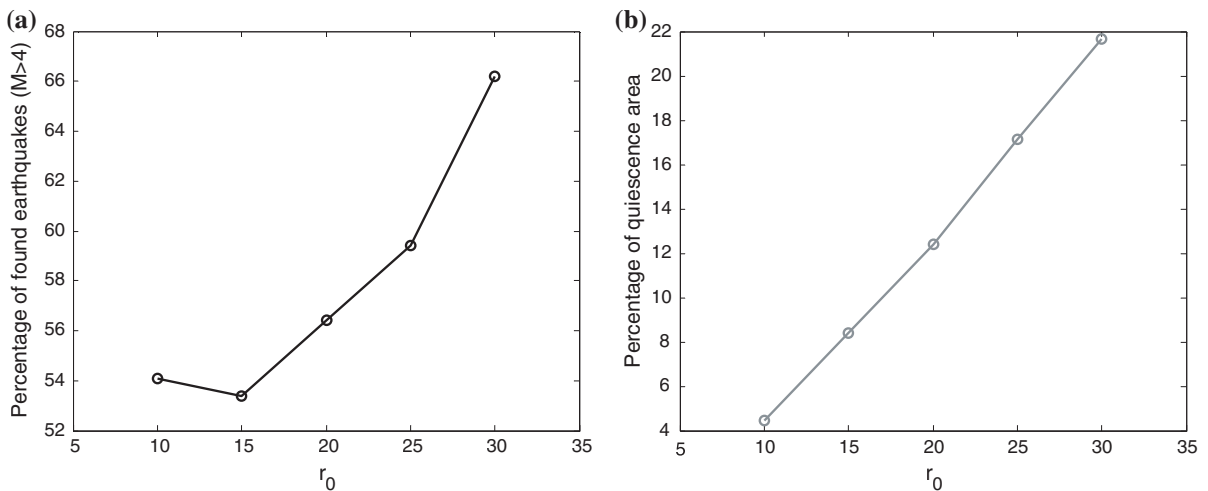 (a)
Percentage of found earthquakes (M>4)
68
66
64
62
60
58
56
54
52
5 10 15 20 25 30 35
r0
(b)
Percentage of quiescence area
22
20
18
16
14
12
10
8
6
4
5 10 15 20 25 30 35
r0